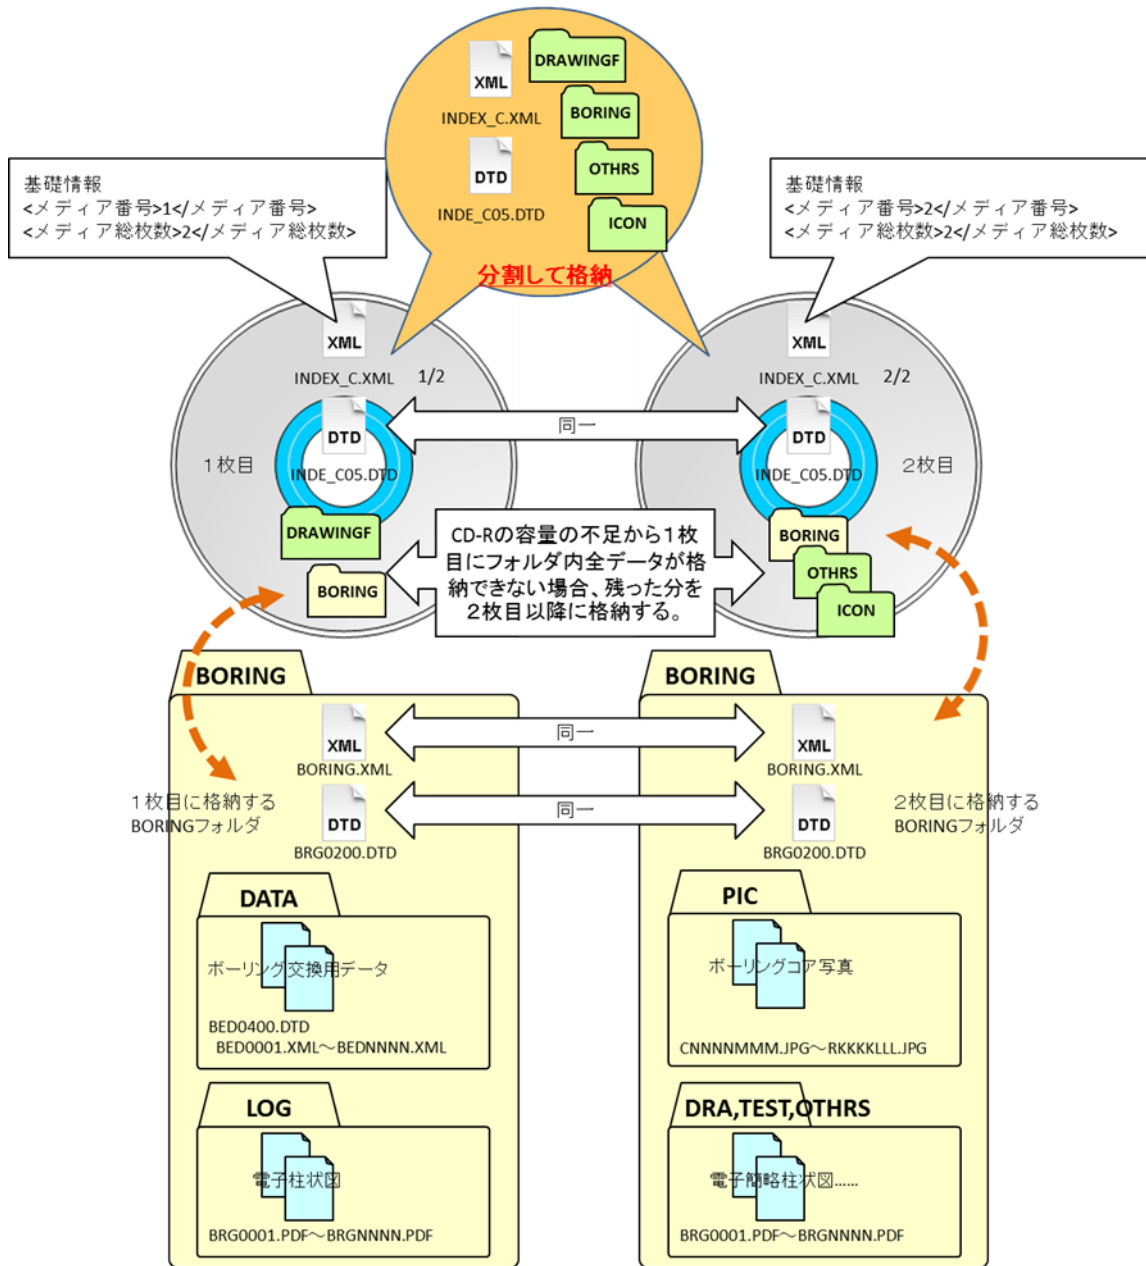 XML
DRAWINGF
INDEX_C.XML
BORING
DTD
OTHRS
INDE_C05.DTD
ICON
分割して格納
基礎情報
<メディア番号>1</メディア番号>
<メディア総枚数>2</メディア総枚数>
基礎情報
<メディア番号>2</メディア番号>
<メディア総枚数>2</メディア総枚数>
XML
INDEX_C.XML 1/2
DTD
１枚目
INDE_C05.DTD
DRAWINGF
BORING
同一
XML
INDEX_C.XML 2/2
DTD
２枚目
INDE_C05.DTD
BORING
OTHRS
ICON
CD-Rの容量の不足から１枚
目にフォルダ内全データが格
納できない場合、残った分を
２枚目以降に格納する。
BORING
XML
BORING.XML
１枚目に格納する
BORINGフォルダ
DTD
BRG0200.DTD
同一
同一
BORING
XML
BORING.XML
２枚目に格納する
BORINGフォルダ
DTD
BRG0200.DTD
DATA
ボーリング交換用データ
BED0400.DTD
BED0001.XML～BEDNNNN.XML
LOG
電子柱状図
BRG0001.PDF～BRGNNNN.PDF
PIC
ボーリングコア写真
CNNNNMMM.JPG～RKKKKLLL.JPG
DRA,TEST,OTHRS
電子簡略柱状図……
BRG0001.PDF～BRGNNNN.PDF